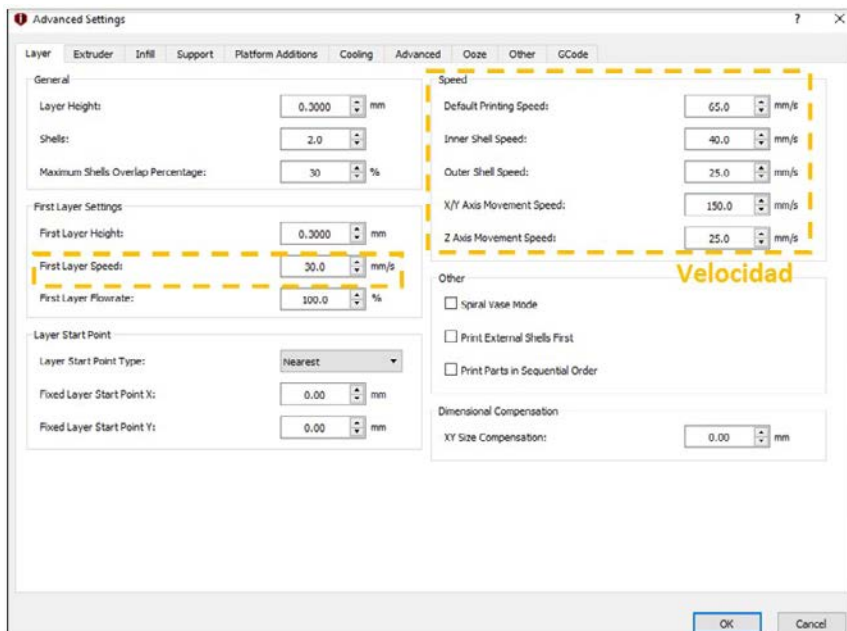 Advanced Settings
? X
Layer Extruder Infill Support Platform Additions Cooling Advanced Ooze Other GCode
General
Layer Height: 0.3000 mm
Shells: 2.0
Maximum Shells Overlap Percentage: 30 %
First Layer Settings
First Layer Height: 0.3000 mm
First Layer Speed: 30.0 mm/s
First Layer Flowrate: 100.0 %
Layer Start Point
Layer Start Point Type: Nearest
Fixed Layer Start Point X: 0.00 mm
Fixed Layer Start Point Y: 0.00 mm
Speed
Default Printing Speed: 65.0 mm/s
Inner Shell Speed: 40.0 mm/s
Outer Shell Speed: 25.0 mm/s
X/Y Axis Movement Speed: 150.0 mm/s
Z Axis Movement Speed: 25.0 mm/s
Velocidad
Other
Spiral Vase Mode
Print External Shells First
Print Parts in Sequential Order
Dimensional Compensation
XY Size Compensation: 0.00 mm
OK Cancel